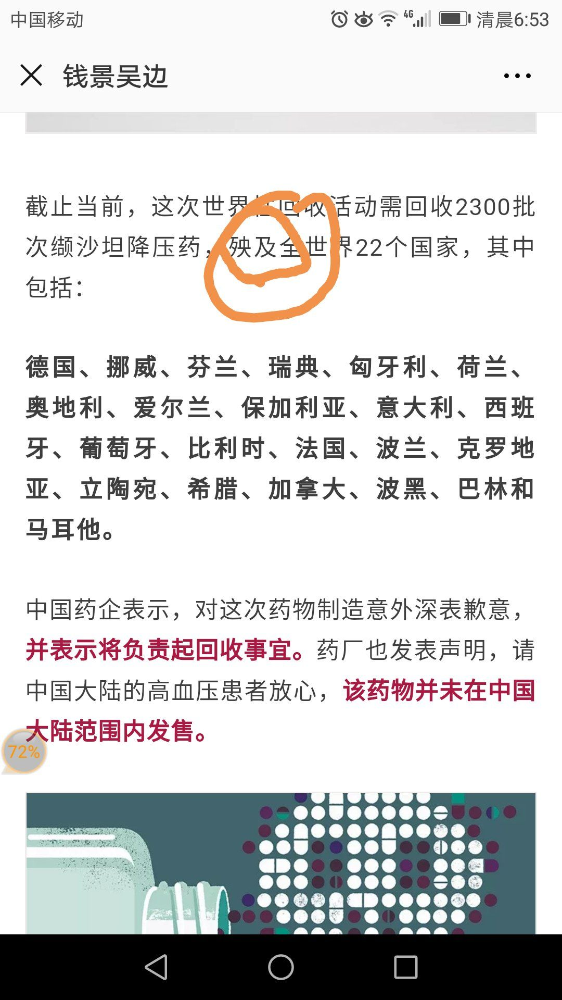 中国移动 4G 清晨6:53
钱景吴边
截止当前，这次世界性回收活动需回收2300批
次缬沙坦降压药，殃及全世界22个国家，其中
包括：
德国、挪威、芬兰、瑞典、匈牙利、荷兰、
奥地利、爱尔兰、保加利亚、意大利、西班
牙、葡萄牙、比利时、法国、波兰、克罗地
亚、立陶宛、希腊、加拿大、波黑、巴林和
马耳他。
中国药企表示，对这次药物制造意外深表歉意，
并表示将负责起回收事宜。药厂也发表声明，请
中国大陆的高血压患者放心，该药物并未在中国
大陆范围内发售。
72%